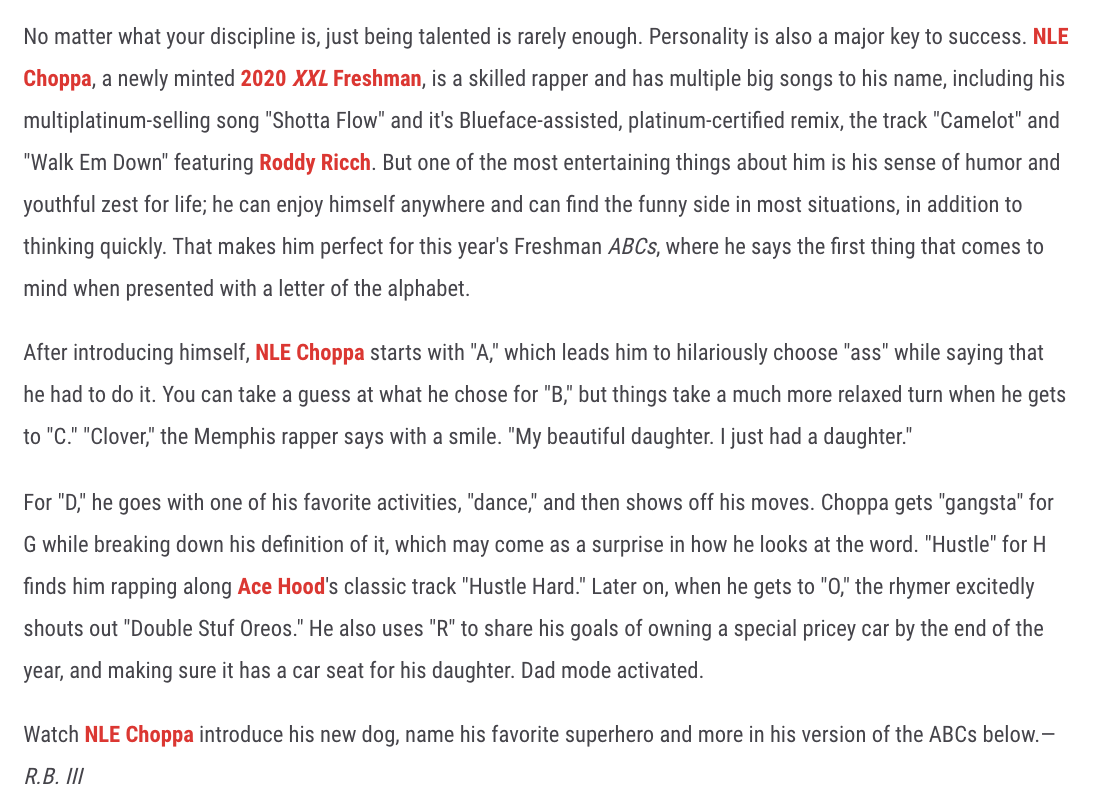 No matter what your discipline is, just being talented is rarely enough. Personality is also a major key to success. NLE
Choppa, a newly minted 2020 XXL Freshman, is a skilled rapper and has multiple big songs to his name, including his
multiplatinum-selling song "Shotta Flow" and it's Blueface-assisted, platinum-certified remix, the track "Camelot" and
"Walk Em Down" featuring Roddy Ricch. But one of the most entertaining things about him is his sense of humor and
youthful zest for life; he can enjoy himself anywhere and can find the funny side in most situations, in addition to
thinking quickly. That makes him perfect for this year's Freshman ABCs, where he says the first thing that comes to
mind when presented with a letter of the alphabet.
After introducing himself, NLE Choppa starts with "A," which leads him to hilariously choose "ass" while saying that
he had to do it. You can take a guess at what he chose for "B," but things take a much more relaxed turn when he gets
to "C." "Clover," the Memphis rapper says with a smile. "My beautiful daughter. I just had a daughter."
For "D," he goes with one of his favorite activities, "dance," and then shows off his moves. Choppa gets "gangsta" for
G while breaking down his definition of it, which may come as a surprise in how he looks at the word. "Hustle" for H
finds him rapping along Ace Hood's classic track "Hustle Hard." Later on, when he gets to "O," the rhymer excitedly
shouts out "Double Stuf Oreos." He also uses "R" to share his goals of owning a special pricey car by the end of the
year, and making sure it has a car seat for his daughter. Dad mode activated.
Watch NLE Choppa introduce his new dog, name his favorite superhero and more in his version of the ABCs below.—
R.B. III